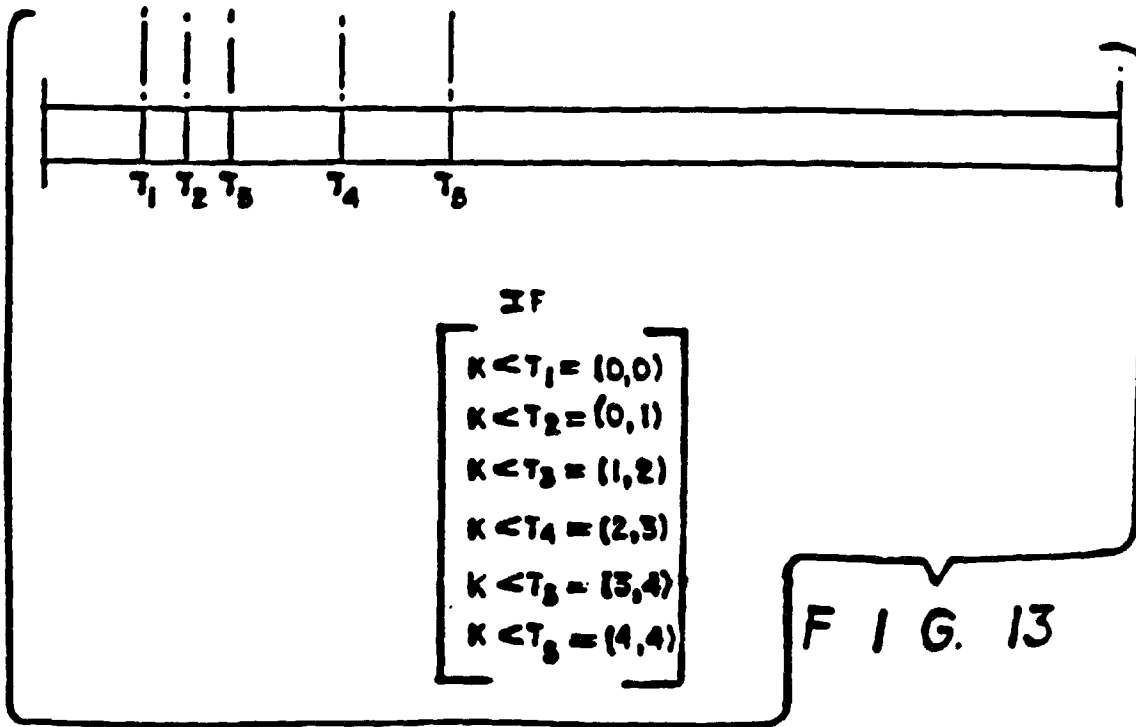 T1 T2 T3 T4 T5
IF
K<T1=(0,0)
K<T2=(0,1)
K<T3=(1,2)
K<T4=(2,3)
K<T5=(3,4)
K<T5=(4,4)
FIG. 13